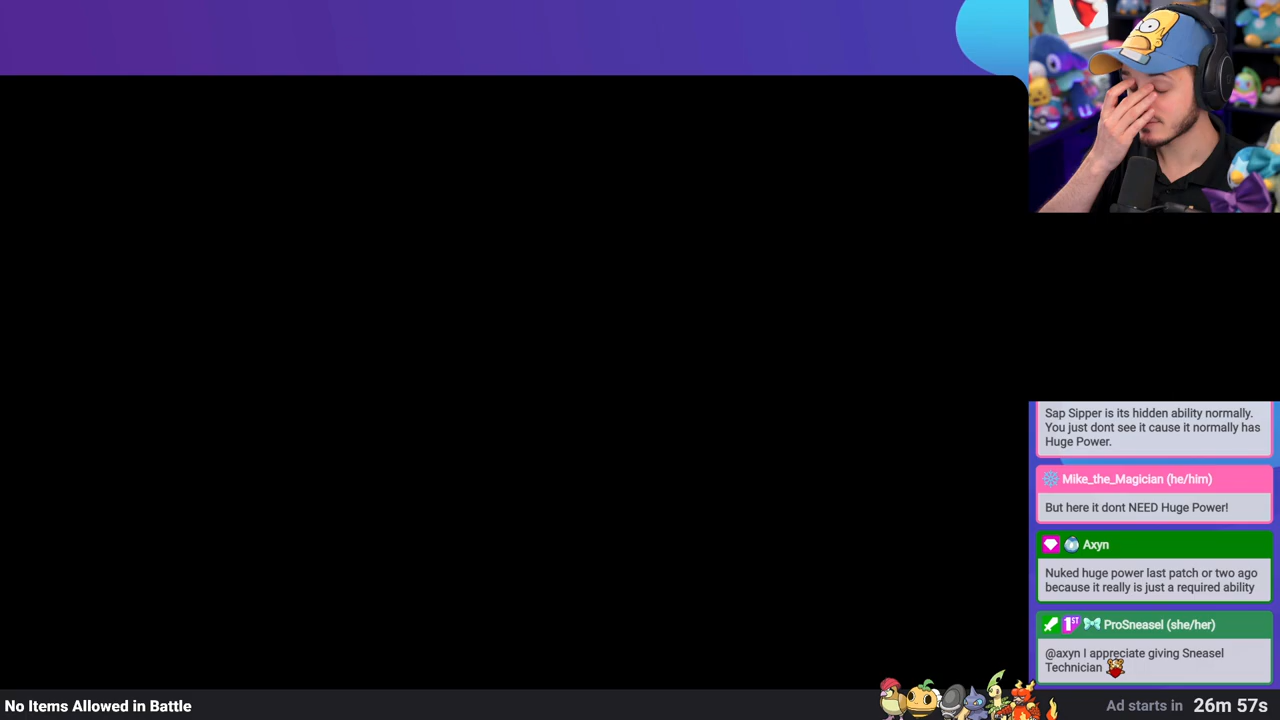 Sap Sipper is its hidden ability normally.
You just dont see it cause it normally has
Huge Power.
Mike_the_Magician (he/him)
But here it dont NEED Huge Power!
Axyn
Nuked huge power last patch or two ago
because it really is just a required ability
1ST ProSneasel (she/her)
@axyn I appreciate giving Sneasel
Technician
No Items Allowed in Battle
Ad starts in 26m 57s